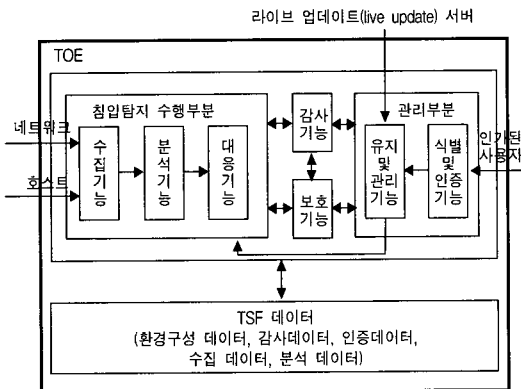 라이브 업데이트(live update) 서버
TOE
침입탐지 수행부분
감사
기능
관리부분
네트워크
호스트
수집기능
분석기능
대응기능
보호
기능
유지및관리기능
식별및인증기능
인가된
사용자
TSF 데이터
(환경구성 데이터, 감사데이터, 인증데이터,
수집 데이터, 분석 데이터)